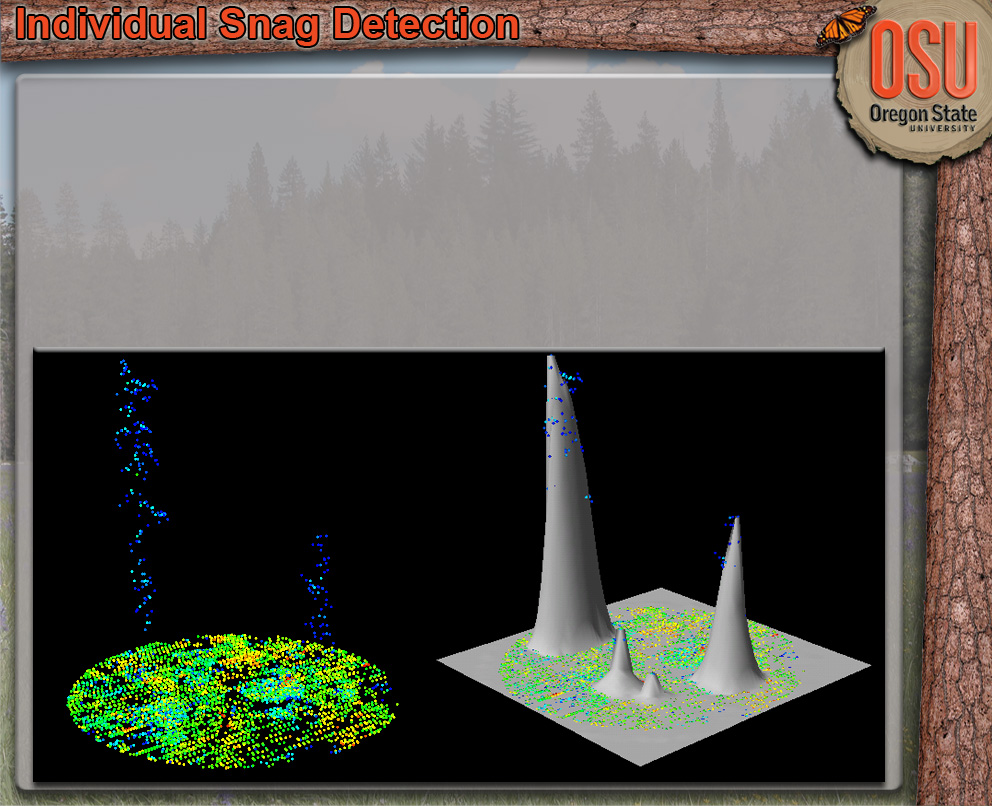 Individual Snag Detection
OSU
Oregon State
UNIVERSITY